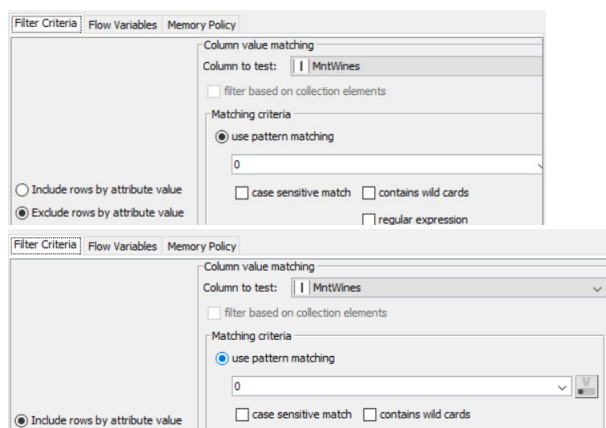 Filter Criteria Flow Variables Memory Policy
Column value matching
Column to test: I MntWines
filter based on collection elements
Matching criteria
use pattern matching
0
Include rows by attribute value case sensitive match contains wild cards
Exclude rows by attribute value regular expression
Filter Criteria Flow Variables Memory Policy
Column value matching
Column to test: I MntWines
filter based on collection elements
Matching criteria
use pattern matching
0 V
Include rows by attribute value case sensitive match contains wild cards